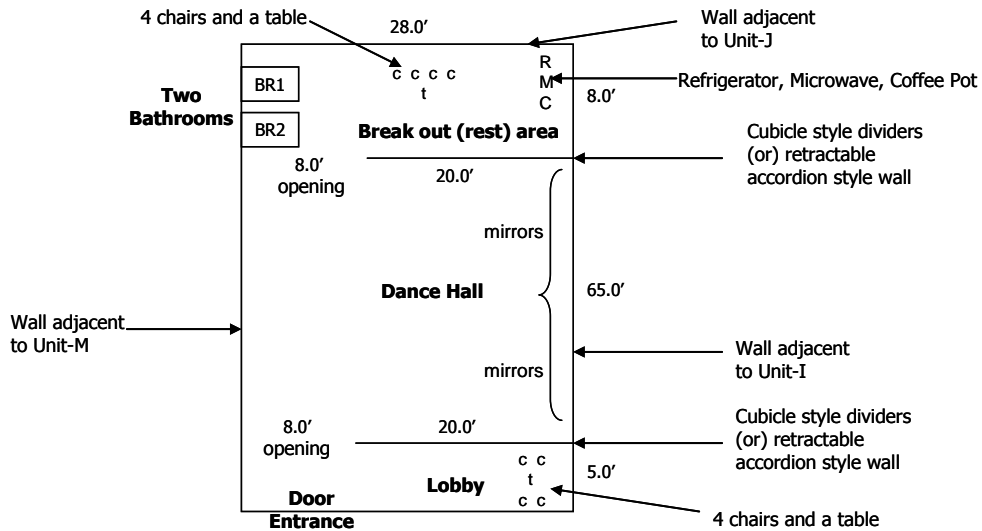 4 chairs and a table
28.0’
Wall adjacent
to Unit-J
R
M
C
Refrigerator, Microwave, Coffee Pot
8.0’
c c c c
t
BR1
BR2
Two
Bathrooms
Break out (rest) area
Cubicle style dividers
(or) retractable
accordion style wall
8.0’
opening
20.0’
mirrors
Dance Hall
65.0’
Wall adjacent
to Unit-M
Wall adjacent
to Unit-I
mirrors
Cubicle style dividers
(or) retractable
accordion style wall
8.0’
opening
20.0’
c c
t
c c
5.0’
Lobby
Door
Entrance
4 chairs and a table